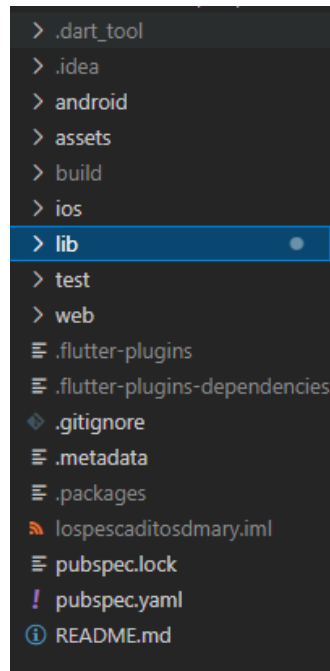 .dart_tool
.idea
android
assets
build
ios
lib
test
web
.flutter-plugins
.flutter-plugins-dependencies
.gitignore
.metadata
.packages
lospescaditosdmary.iml
pubspec.lock
pubspec.yaml
README.md